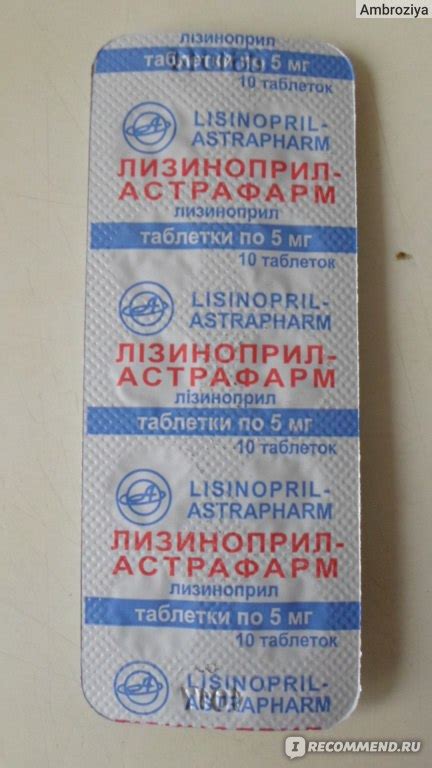 Ambroziya
лизиноприл
таблетки по 5 мг
10 таблеток
LISINOPRIL-
ASTRAPHARM
ЛИЗИНОПРИЛ-
АСТРАФАРМ
лизиноприл
таблетки по 5 мг
10 таблеток
LISINOPRIL-
ASTRAPHARM
ЛІЗИНОПРИЛ-
АСТРАФАРМ
лізиноприл
таблетки по 5 мг
10 таблеток
LISINOPRIL-
ASTRAPHARM
ЛИЗИНОПРИЛ-
АСТРАФАРМ
лизиноприл
таблетки по 5 мг
10 таблеток
LISINOPRIL-
ASTRAPHARM
IRECOMMEND.RU